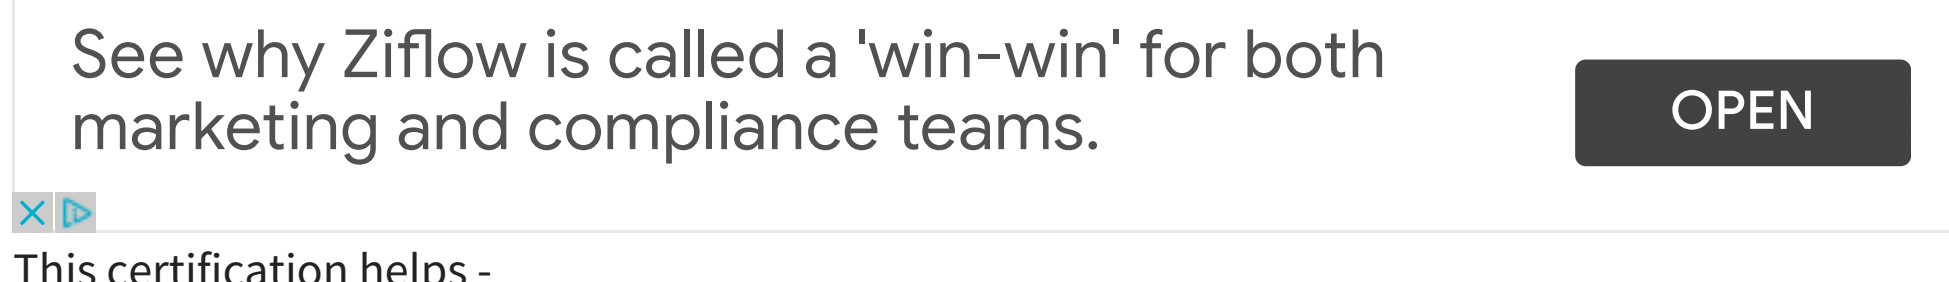 See why Ziflow is called a 'win-win' for both
marketing and compliance teams.
OPEN
This certification helps -